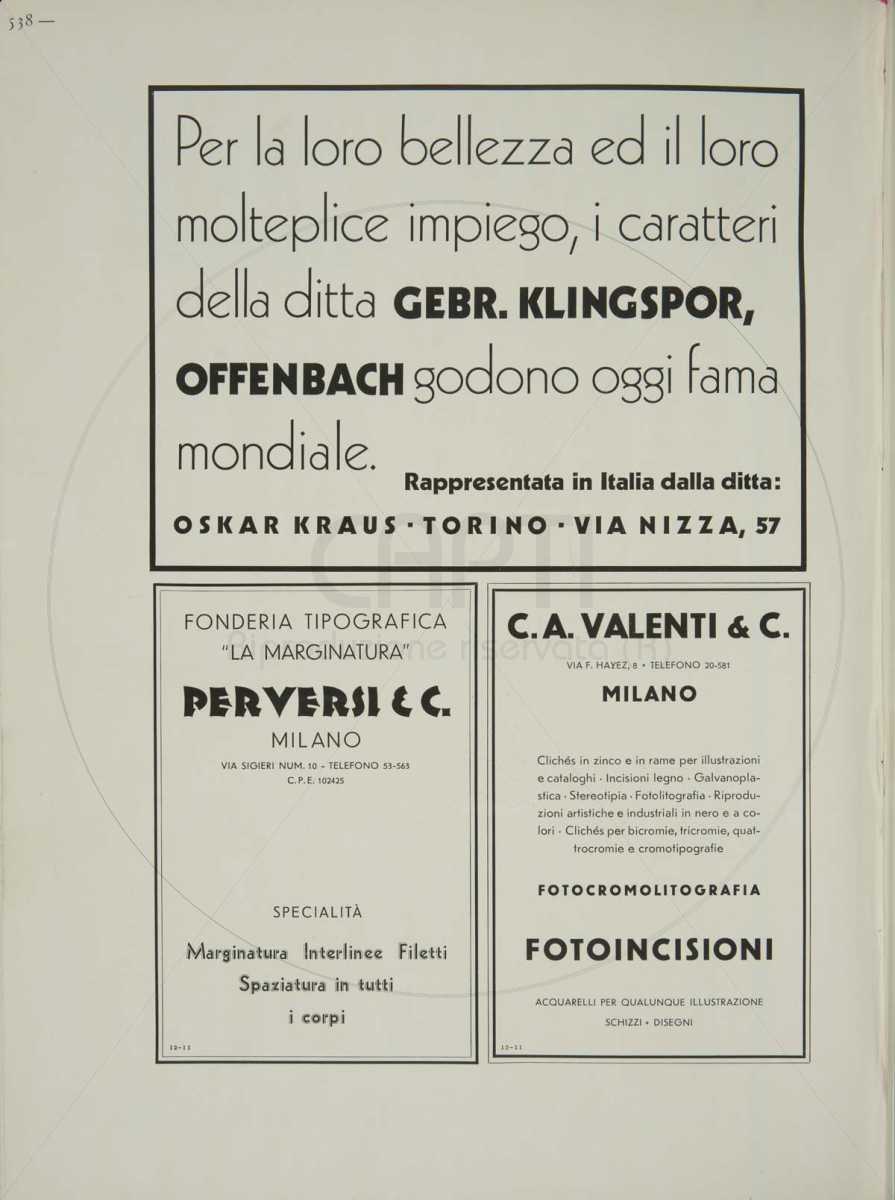 538 —
Per la loro bellezza ed il loro
molteplice impiego, i caratteri
della ditta GEBR. KLINGSPOR,
OFFENBACH godono oggi fama
mondiale.
Rappresentata in Italia dalla ditta:
OSKAR KRAUS · TORINO · VIA NIZZA, 57
CAPTI
Riproduzione riservata (R)
FONDERIA TIPOGRAFICA
"LA MARGINATURA"
PERVERSI & C.
MILANO
VIA SIGIERI NUM. 10 - TELEFONO 53-563
C.P.E. 102425
SPECIALITÀ
Marginatura Interlinee Filetti
Spaziatura in tutti
i corpi
12-11
C. A. VALENTI & C.
VIA F. HAYEZ, 8 • TELEFONO 20-581
MILANO
Clichés in zinco e in rame per illustrazioni
e cataloghi · Incisioni legno · Galvanopla-
stica · Stereotipia · Fotolitografia · Riprodu-
zioni artistiche e industriali in nero e a co-
lori · Clichés per bicromie, tricromie, quat-
trocromie e cromotipografie
FOTOCROMOLITOGRAFIA
FOTOINCISIONI
ACQUARELLI PER QUALUNQUE ILLUSTRAZIONE
SCHIZZI + DISEGNI
12-11